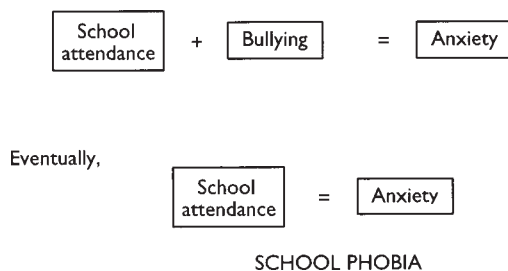 School attendance + Bullying = Anxiety
Eventually,
School attendance = Anxiety
SCHOOL PHOBIA